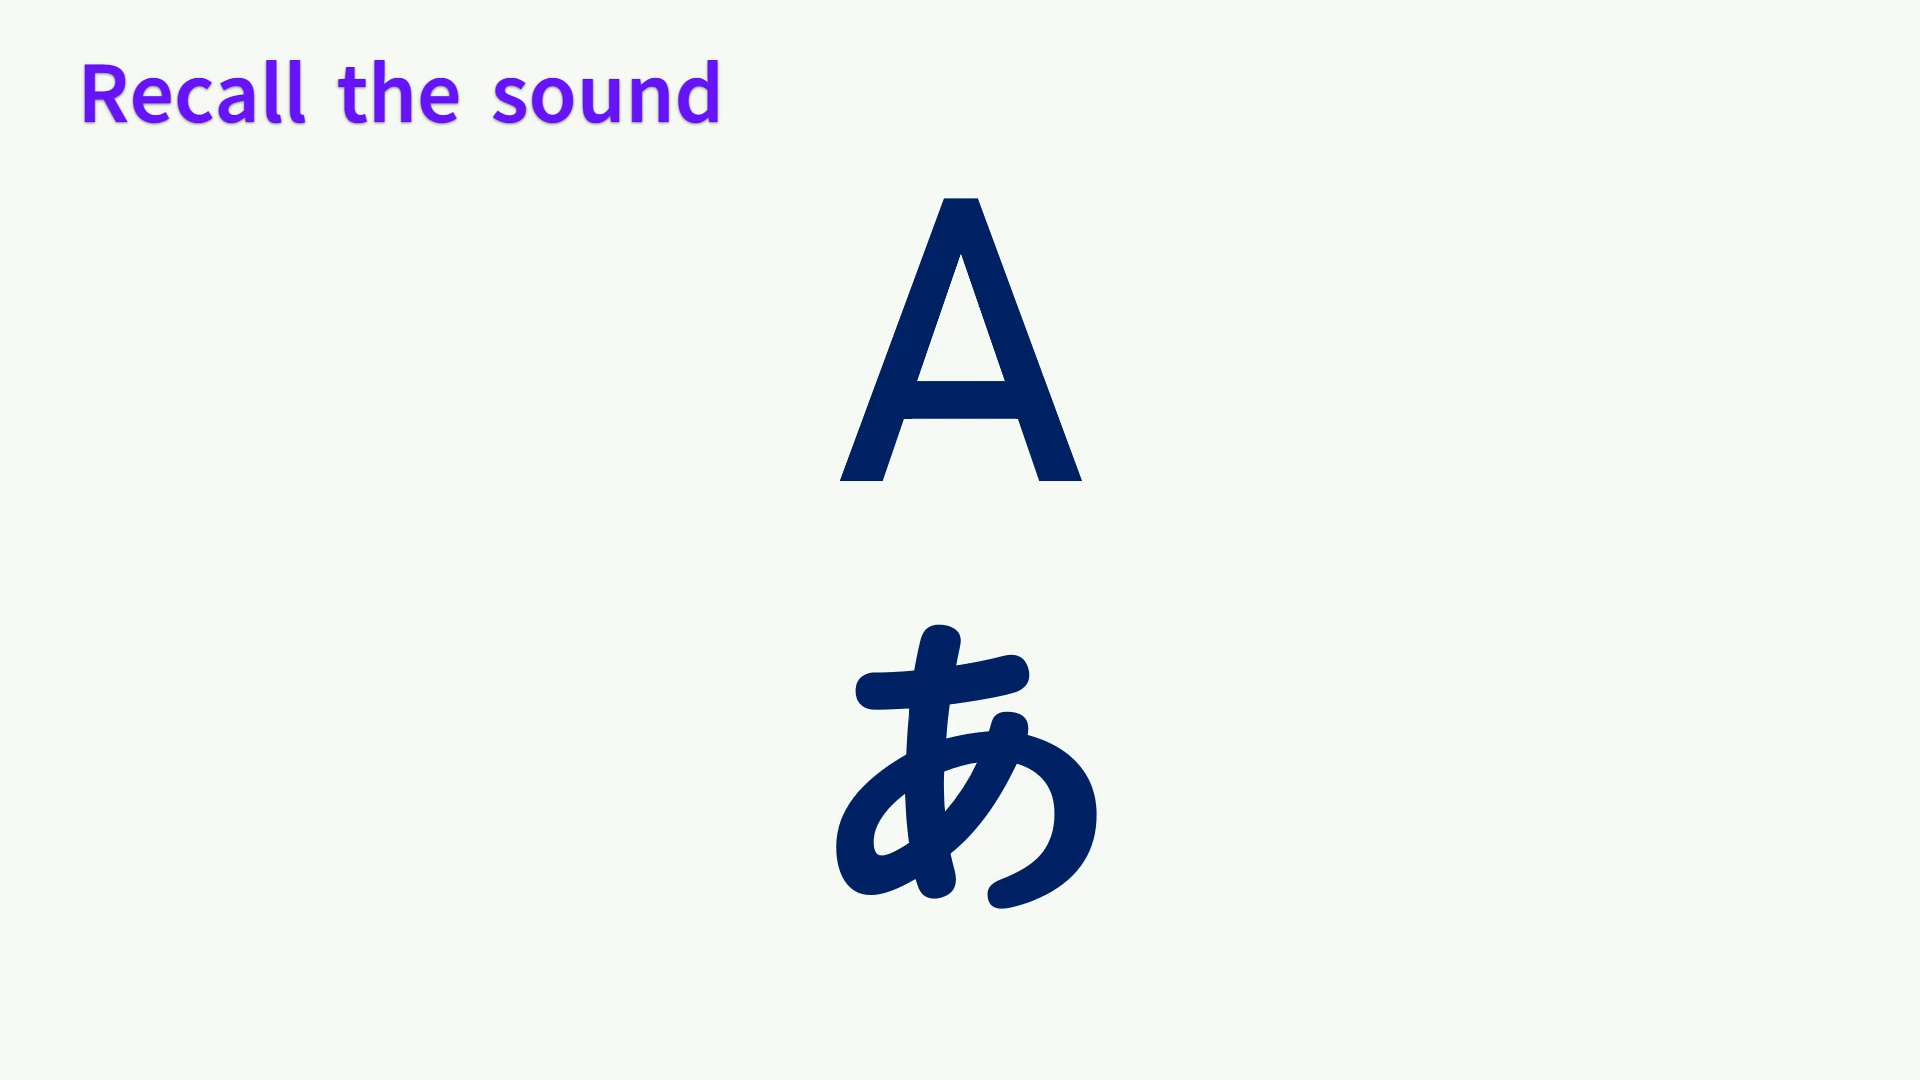 Recall the sound
A
あ